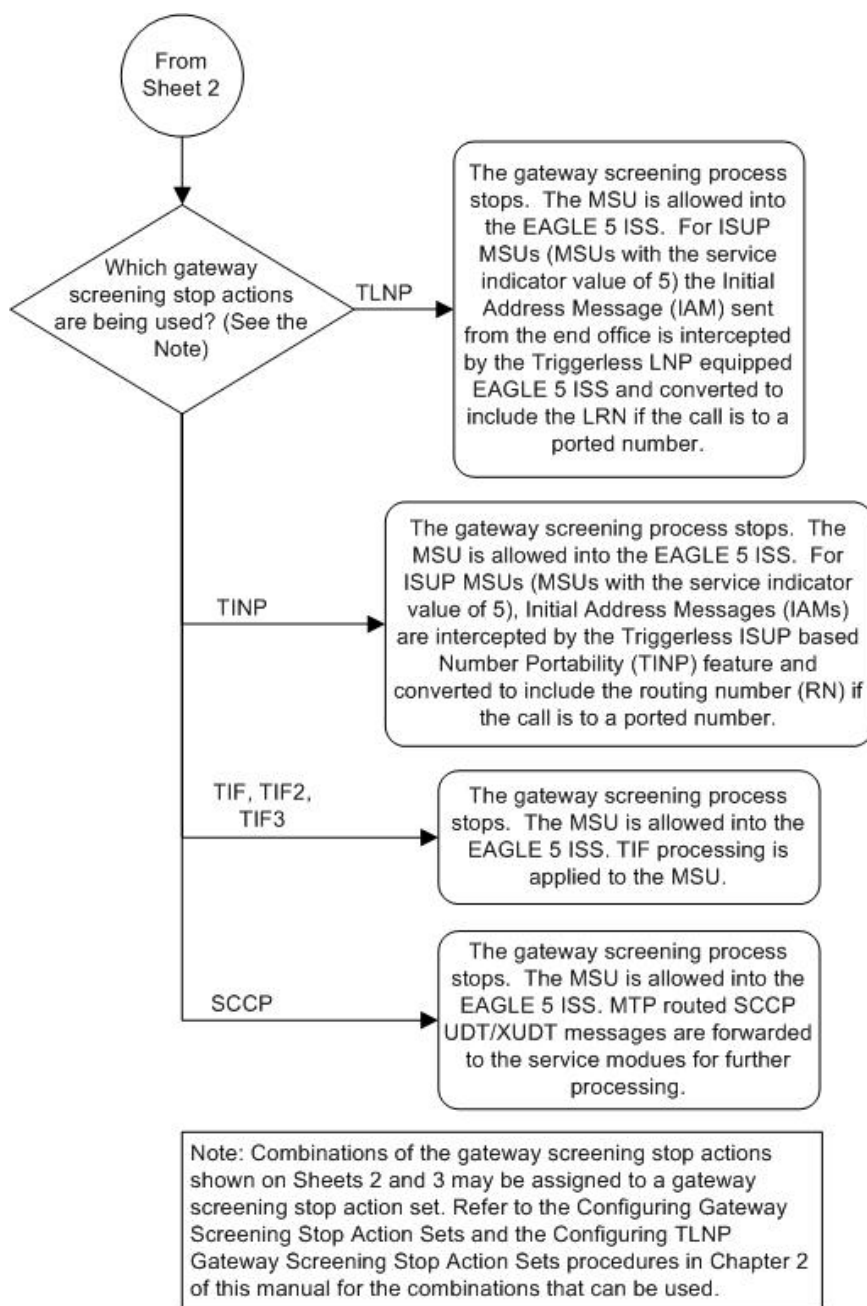 From
Sheet 2
Which gateway
screening stop actions
are being used? (See the
Note)
TLNP
The gateway screening process
stops. The MSU is allowed into
the EAGLE 5 ISS. For ISUP
MSUs (MSUs with the service
indicator value of 5) the Initial
Address Message (IAM) sent
from the end office is intercepted
by the Triggerless LNP equipped
EAGLE 5 ISS and converted to
include the LRN if the call is to a
ported number.
TINP
The gateway screening process stops. The
MSU is allowed into the EAGLE 5 ISS. For
ISUP MSUs (MSUs with the service indicator
value of 5), Initial Address Messages (IAMs)
are intercepted by the Triggerless ISUP based
Number Portability (TINP) feature and
converted to include the routing number (RN) if
the call is to a ported number.
TIF, TIF2,
TIF3
The gateway screening process
stops. The MSU is allowed into the
EAGLE 5 ISS. TIF processing is
applied to the MSU.
SCCP
The gateway screening process
stops. The MSU is allowed into the
EAGLE 5 ISS. MTP routed SCCP
UDT/XUDT messages are forwarded
to the service modues for further
processing.
Note: Combinations of the gateway screening stop actions
shown on Sheets 2 and 3 may be assigned to a gateway
screening stop action set. Refer to the Configuring Gateway
Screening Stop Action Sets and the Configuring TLNP
Gateway Screening Stop Action Sets procedures in Chapter 2
of this manual for the combinations that can be used.